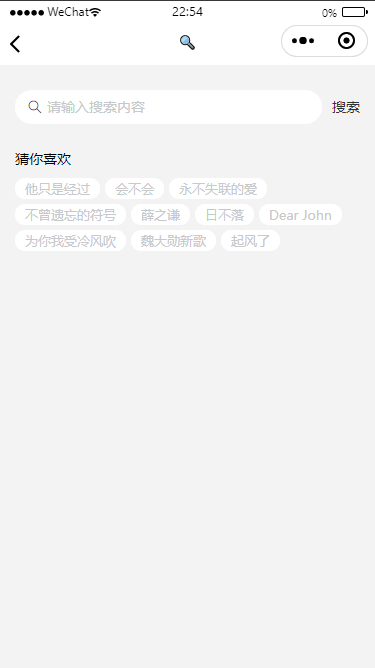 WeChat 22:54 0%
请输入搜索内容 搜索
猜你喜欢
他只是经过 会不会 永不失联的爱
不曾遗忘的符号 薛之谦 日不落 Dear John
为你我受冷风吹 魏大勋新歌 起风了